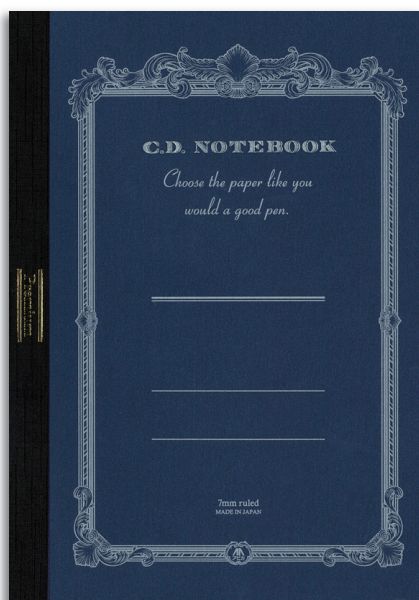 C.D. NOTEBOOK
Choose the paper like you
would a good pen.
7mm ruled
MADE IN JAPAN